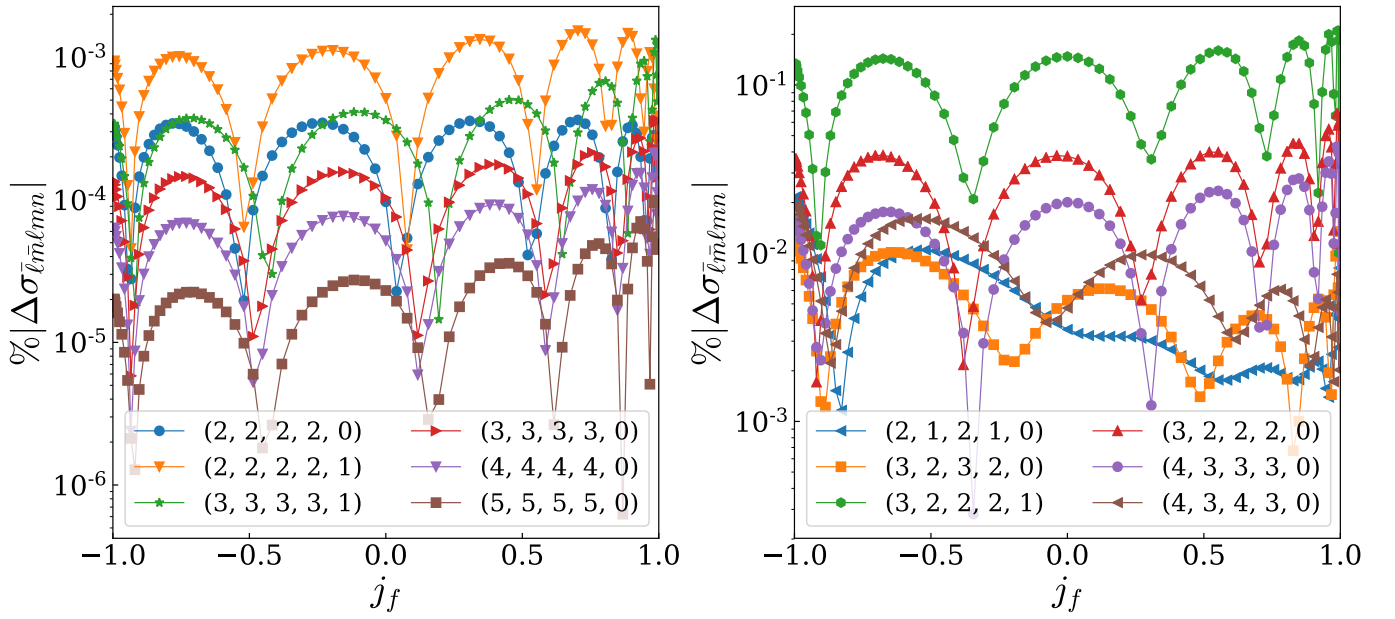 %|Δσ_{ℓ̄m̄ℓmn}|
10^{-3}
10^{-4}
10^{-5}
10^{-6}
(2, 2, 2, 2, 0)
(2, 2, 2, 2, 1)
(3, 3, 3, 3, 1)
(3, 3, 3, 3, 0)
(4, 4, 4, 4, 0)
(5, 5, 5, 5, 0)
−1.0 −0.5 0.0 0.5 1.0
j_f
%|Δσ_{ℓ̄m̄ℓmn}|
10^{-1}
10^{-2}
10^{-3}
(2, 1, 2, 1, 0)
(3, 2, 3, 2, 0)
(3, 2, 2, 2, 1)
(3, 2, 2, 2, 0)
(4, 3, 3, 3, 0)
(4, 3, 4, 3, 0)
−1.0 −0.5 0.0 0.5 1.0
j_f